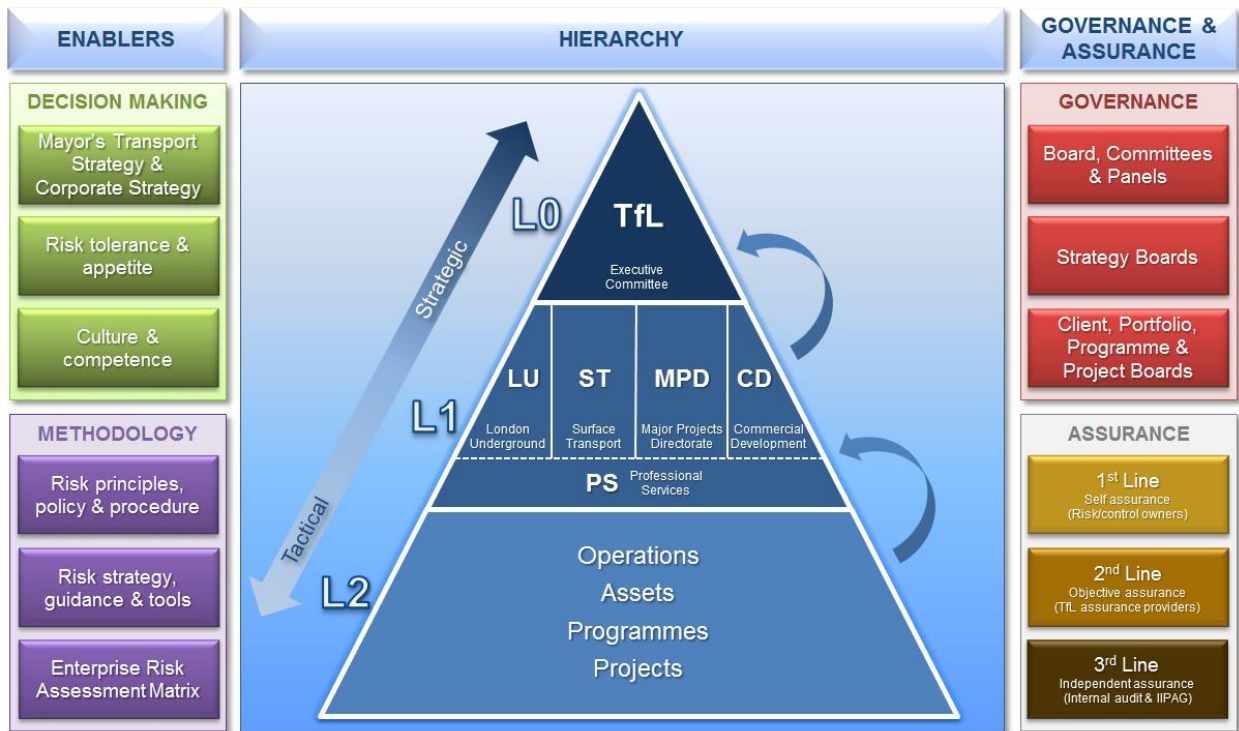 ENABLERS
HIERARCHY
GOVERNANCE &
ASSURANCE
DECISION MAKING
Mayor's Transport
Strategy &
Corporate Strategy
Risk tolerance &
appetite
Culture &
competence
METHODOLOGY
Risk principles,
policy & procedure
Risk strategy,
guidance & tools
Enterprise Risk
Assessment Matrix
Strategic
Tactical
L0
TfL
Executive
Committee
L1
LU
London
Underground
ST
Surface
Transport
MPD
Major Projects
Directorate
CD
Commercial
Development
PS Professional
Services
L2
Operations
Assets
Programmes
Projects
GOVERNANCE
Board, Committees
& Panels
Strategy Boards
Client, Portfolio,
Programme &
Project Boards
ASSURANCE
1st Line
Self assurance
(Risk/control owners)
2nd Line
Objective assurance
(TfL assurance providers)
3rd Line
Independent assurance
(Internal audit & IIPAG)